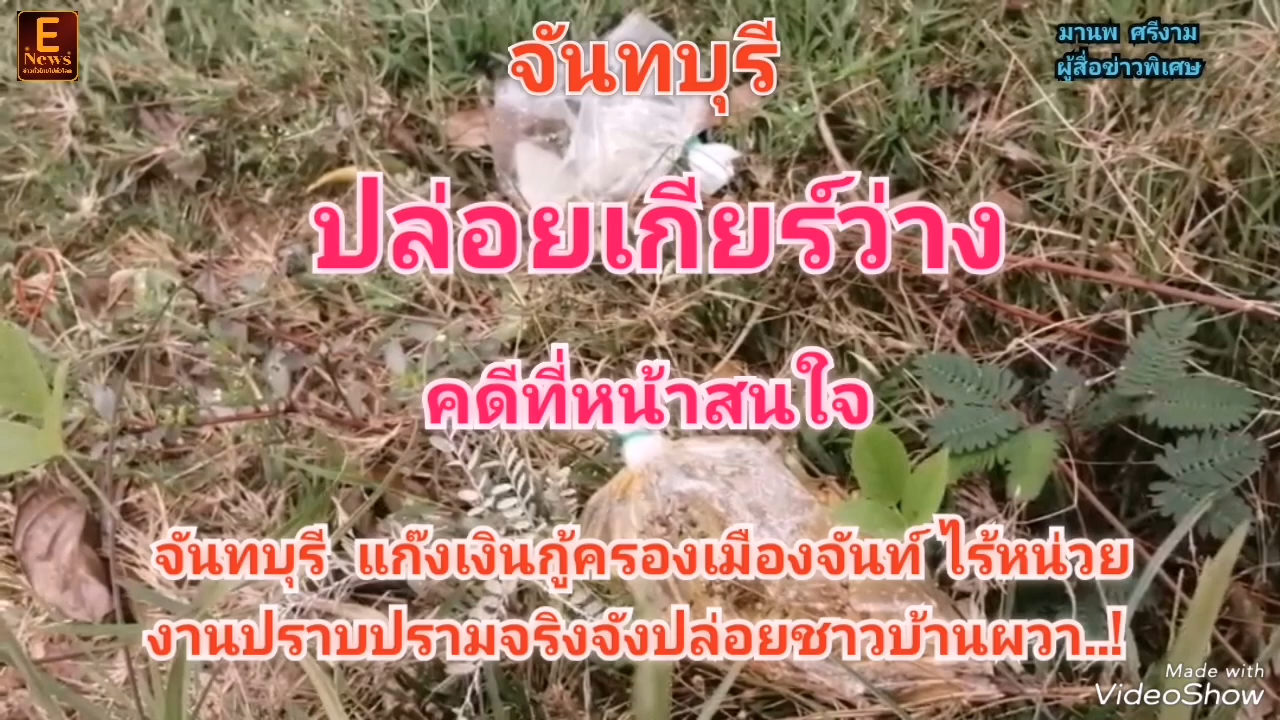 E
News
จันทบุรี
มานพ ศรีงาม
ผู้สื่อข่าวพิเศษ
ปล่อยเกียร์ว่าง
คดีที่หน้าสนใจ
จันทบุรี แก๊งเงินกู้ครองเมืองจันท์ ไร้หน่วย
งานปราบปรามจริงจังปล่อยชาวบ้านผวา..!
Made with
VideoShow